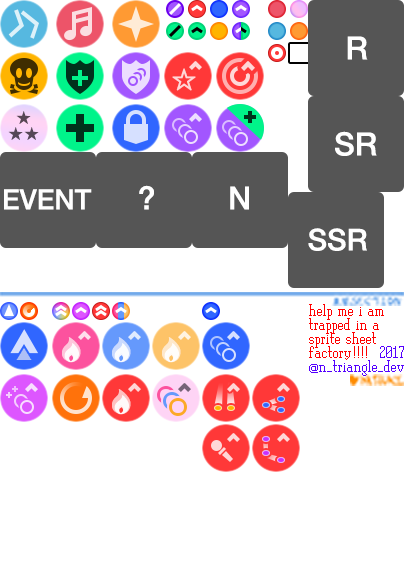 R
SR
EVENT ? N
SSR
help me i am
trapped in a
sprite sheet
factory!!!! 2017
@n_triangle_dev